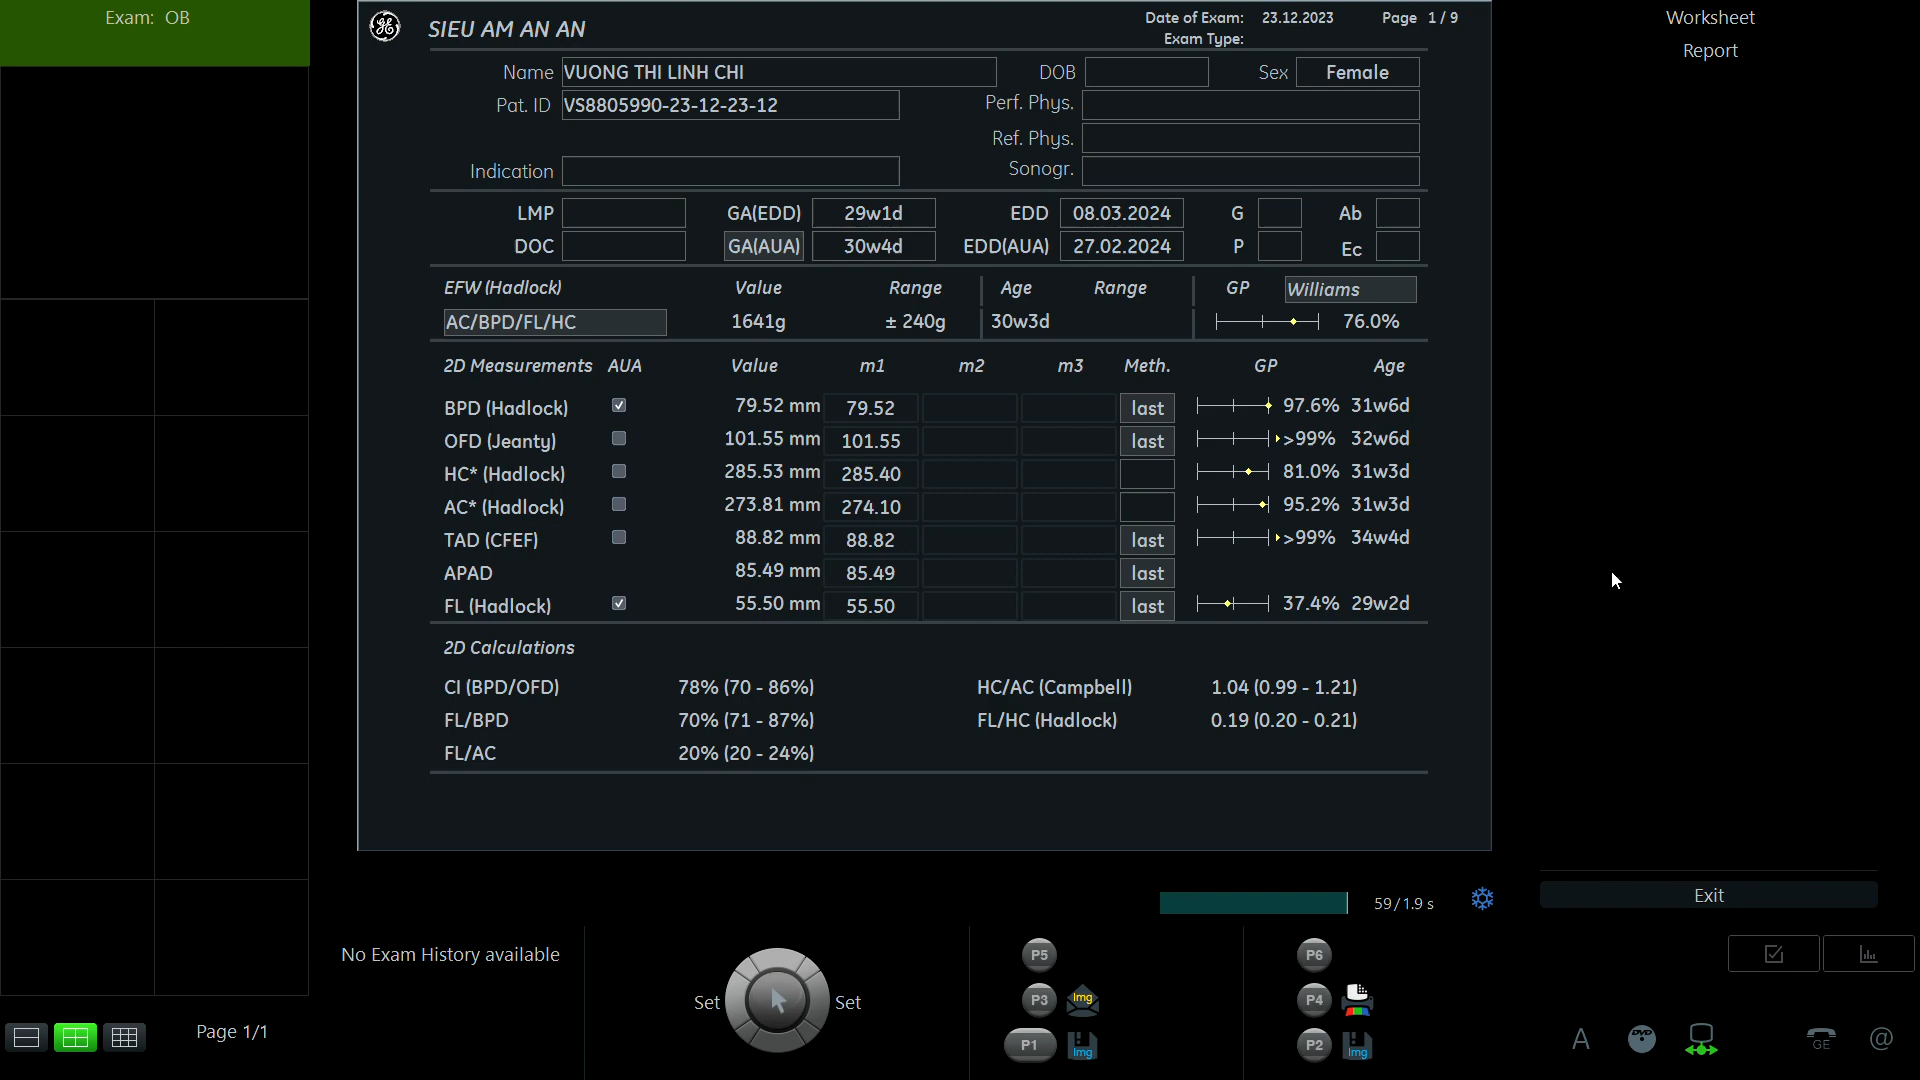 Exam: OB
SIEU AM AN AN
Date of Exam: 23.12.2023 Page 1 / 9
Exam Type:
Worksheet
Report
Name VUONG THI LINH CHI DOB Sex Female
Pat. ID VS8805990-23-12-23-12 Perf. Phys.
Ref. Phys.
Indication Sonogr.
LMP GA(EDD) 29w1d EDD 08.03.2024 G Ab
DOC GA(AUA) 30w4d EDD(AUA) 27.02.2024 P Ec
EFW (Hadlock) Value Range Age Range GP Williams
AC/BPD/FL/HC 1641g ± 240g 30w3d 76.0%
2D Measurements AUA Value m1 m2 m3 Meth. GP Age
BPD (Hadlock) 79.52 mm 79.52 last 97.6% 31w6d
OFD (Jeanty) 101.55 mm 101.55 last >99% 32w6d
HC* (Hadlock) 285.53 mm 285.40 81.0% 31w3d
AC* (Hadlock) 273.81 mm 274.10 95.2% 31w3d
TAD (CFEF) 88.82 mm 88.82 last >99% 34w4d
APAD 85.49 mm 85.49 last
FL (Hadlock) 55.50 mm 55.50 last 37.4% 29w2d
2D Calculations
CI (BPD/OFD) 78% (70 - 86%) HC/AC (Campbell) 1.04 (0.99 - 1.21)
FL/BPD 70% (71 - 87%) FL/HC (Hadlock) 0.19 (0.20 - 0.21)
FL/AC 20% (20 - 24%)
59 / 1.9 s
Exit
No Exam History available
Set Set
P5 P6
P3 Img P4
P1 Img P2 Img
Page 1/1
A DVD GE @